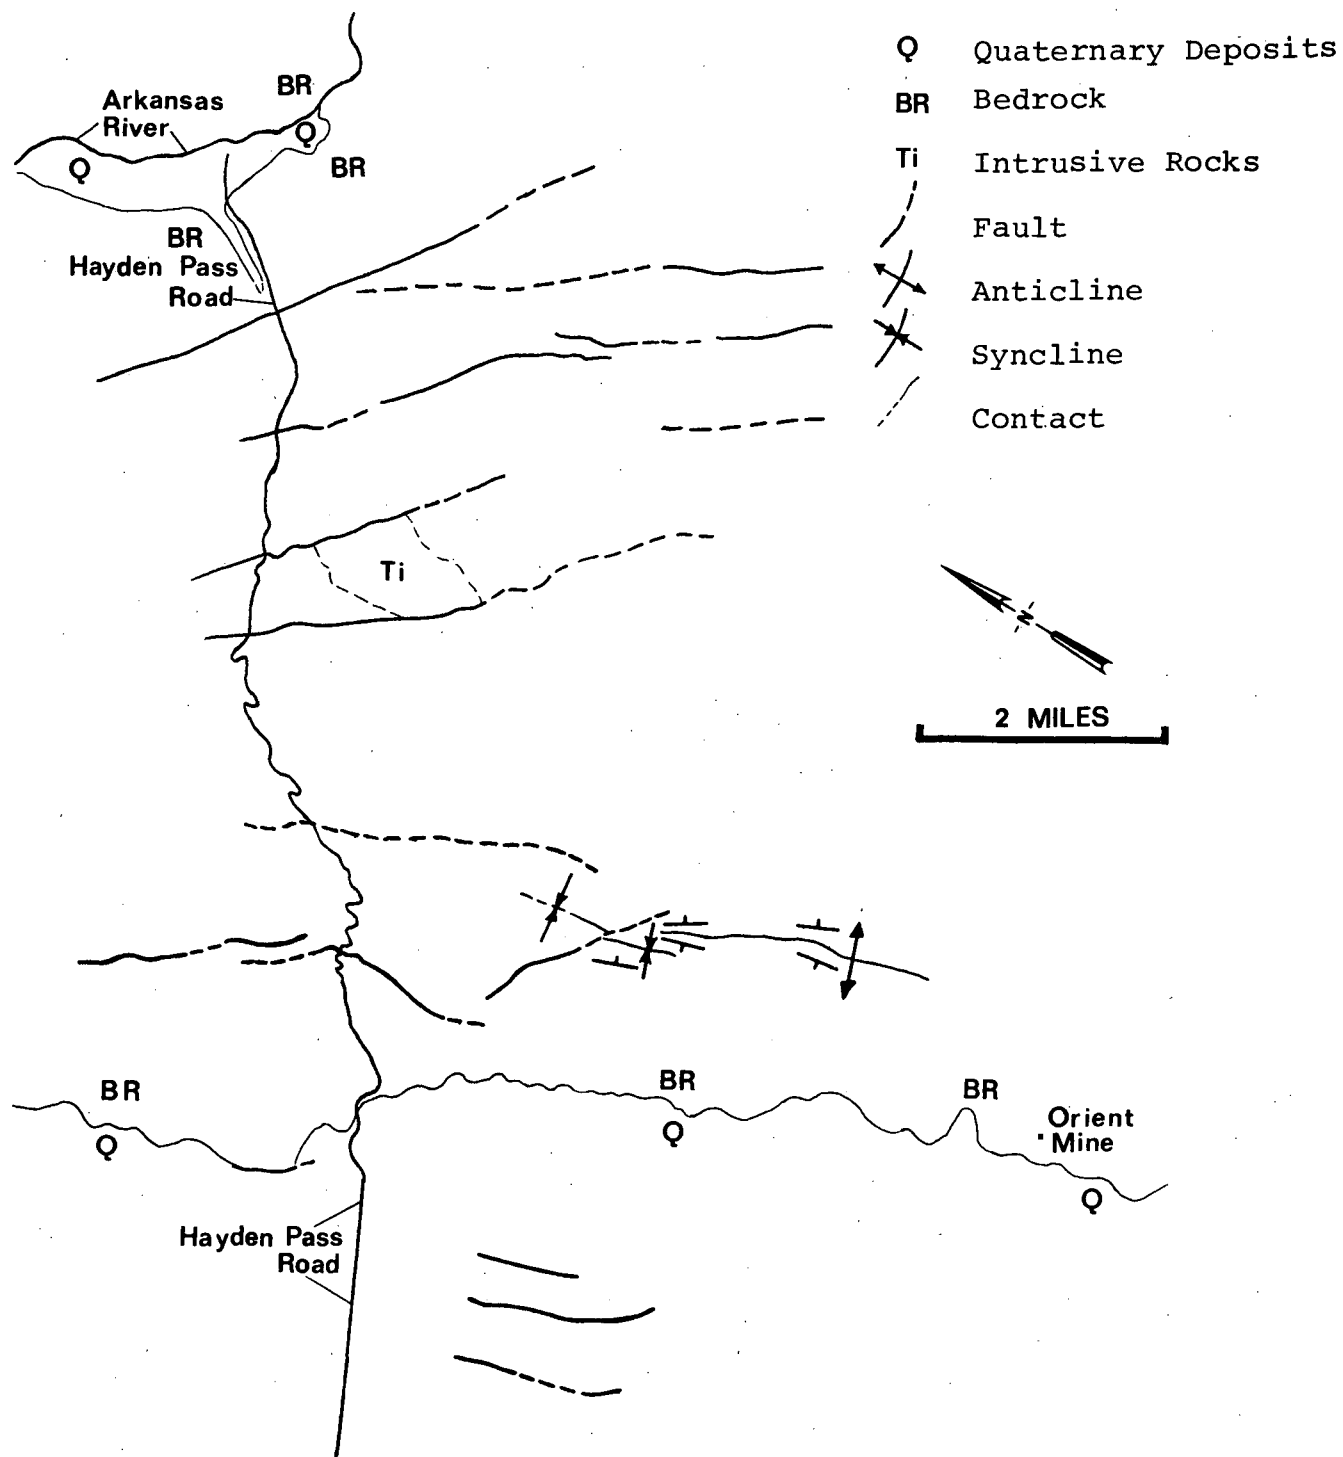 Q Quaternary Deposits
BR Bedrock
Ti Intrusive Rocks
Fault
Anticline
Syncline
Contact
BR
Arkansas
River
Q
Q
BR
BR
Hayden Pass
Road
Ti
N
2 MILES
BR
BR
BR
Q
Q
Orient
Mine
Q
Hayden Pass
Road